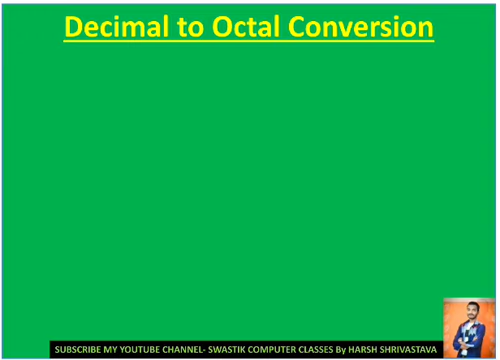 Decimal to Octal Conversion
SUBSCRIBE MY YOUTUBE CHANNEL- SWASTIK COMPUTER CLASSES By HARSH SHRIVASTAVA